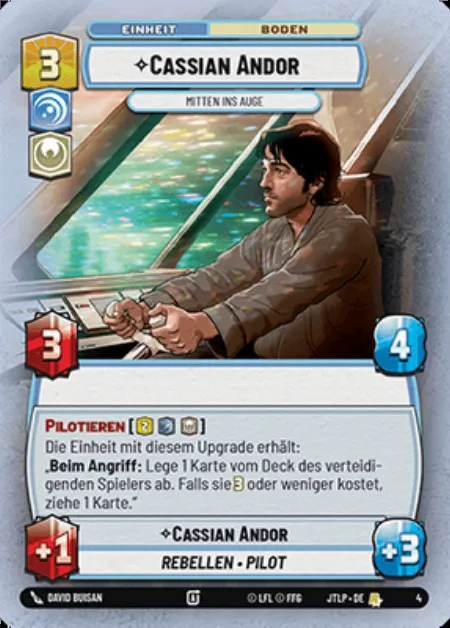 EINHEIT BODEN
3
✧CASSIAN ANDOR
MITTEN INS AUGE
3
4
PILOTIEREN [2]
Die Einheit mit diesem Upgrade erhält:
„Beim Angriff: Lege 1 Karte vom Deck des verteidi-
genden Spielers ab. Falls sie 3 oder weniger kostet,
ziehe 1 Karte.“
+1
✧CASSIAN ANDOR
+3
REBELLEN • PILOT
DAVID BUISAN © LFL © FFG JTLP • DE 4